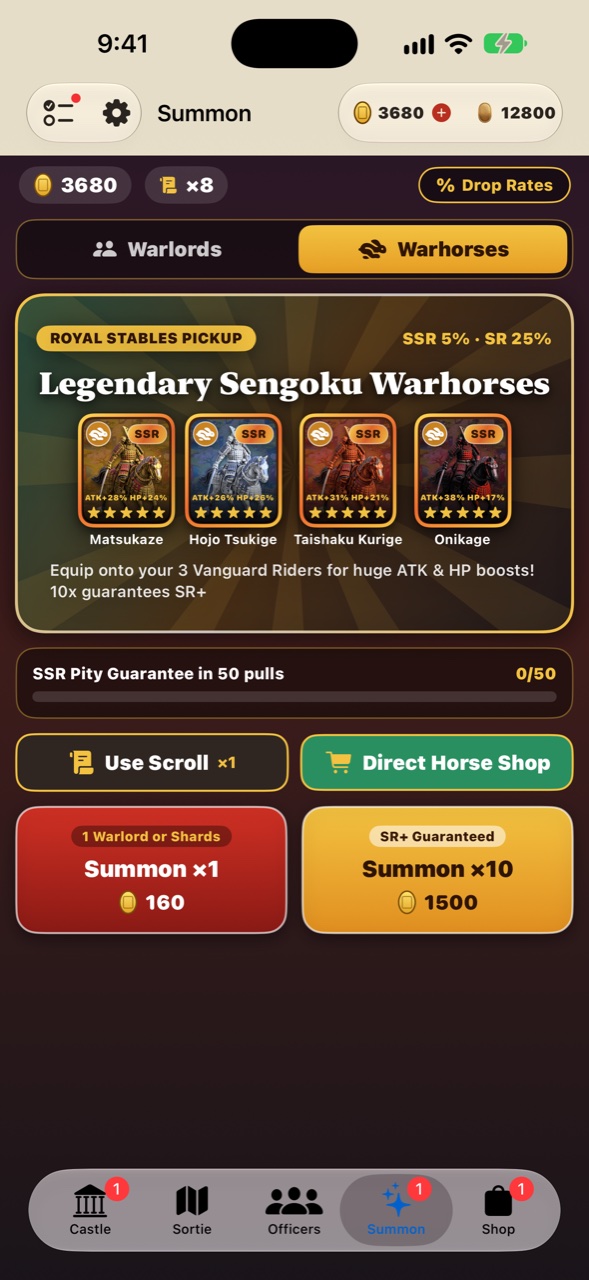 9:41
Summon
3680
12800
3680
×8
% Drop Rates
Warlords
Warhorses
ROYAL STABLES PICKUP
SSR 5% · SR 25%
Legendary Sengoku Warhorses
SSR
SSR
SSR
SSR
ATK+28% HP+24%
ATK+26% HP+26%
ATK+31% HP+21%
ATK+38% HP+17%
Matsukaze
Hojo Tsukige
Taishaku Kurige
Onikage
Equip onto your 3 Vanguard Riders for huge ATK & HP boosts!
10x guarantees SR+
SSR Pity Guarantee in 50 pulls
0/50
Use Scroll ×1
Direct Horse Shop
1 Warlord or Shards
Summon ×1
160
SR+ Guaranteed
Summon ×10
1500
1
1
1
Castle
Sortie
Officers
Summon
Shop